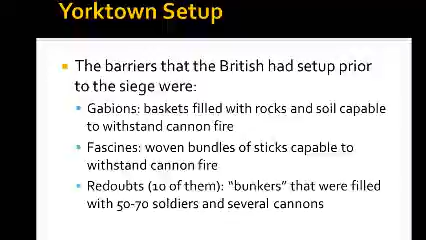 Yorktown Setup
The barriers that the British had setup prior
to the siege were:
Gabions: baskets filled with rocks and soil capable
to withstand cannon fire
Fascines: woven bundles of sticks capable to
withstand cannon fire
Redoubts (10 of them): “bunkers” that were filled
with 50-70 soldiers and several cannons